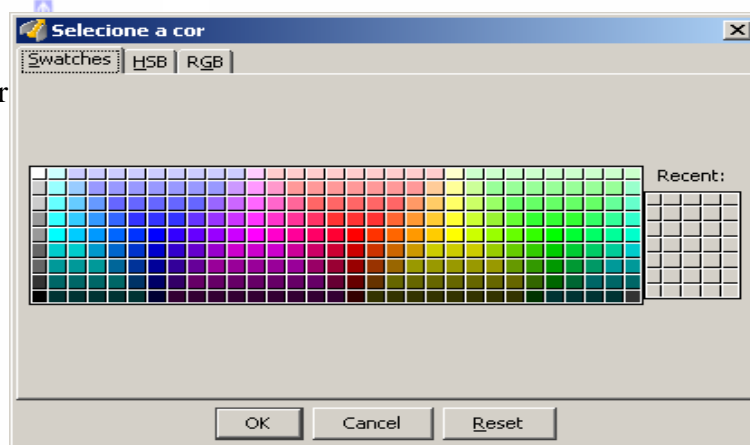 Selecione a cor
Swatches HSB RGB
r
Recent:
OK Cancel Reset